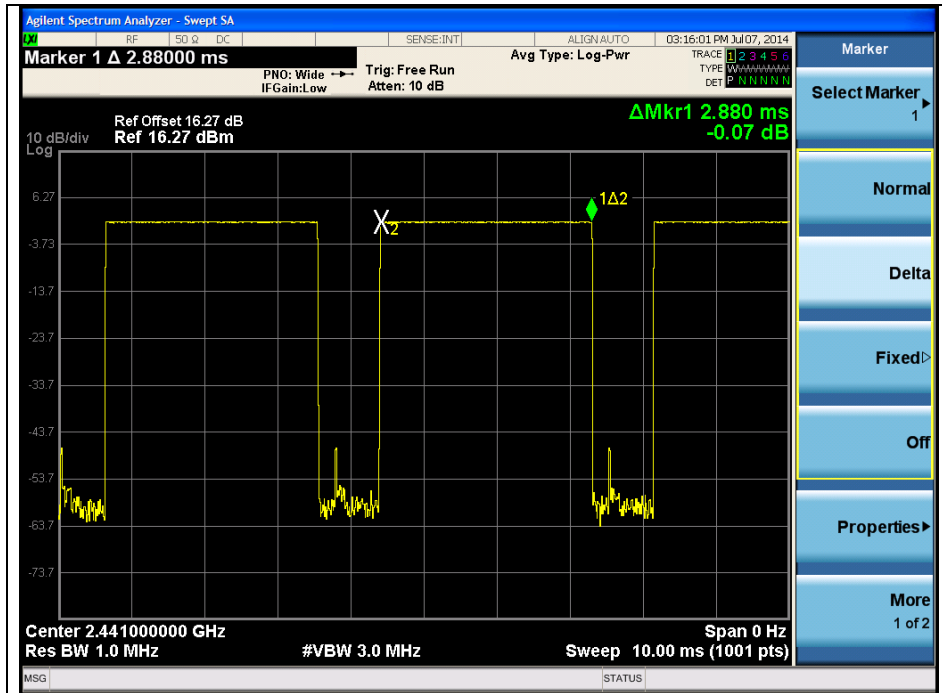 Agilent Spectrum Analyzer - Swept SA
LXI RF 50 Ω DC SENSE:INT ALIGN AUTO 03:16:01 PM Jul 07, 2014
Marker 1 Δ 2.88000 ms
PNO: Wide
IFGain:Low
Trig: Free Run
Atten: 10 dB
Avg Type: Log-Pwr
TRACE 1 2 3 4 5 6
TYPE
DET P N N N N N
Ref Offset 16.27 dB
Ref 16.27 dBm
10 dB/div
Log
ΔMkr1 2.880 ms
-0.07 dB
6.27
-3.73
-13.7
-23.7
-33.7
-43.7
-53.7
-63.7
-73.7
X2
1Δ2
Center 2.441000000 GHz
Span 0 Hz
Res BW 1.0 MHz
#VBW 3.0 MHz
Sweep 10.00 ms (1001 pts)
MSG
STATUS
Marker
Select Marker
1
Normal
Delta
Fixed
Off
Properties
More
1 of 2